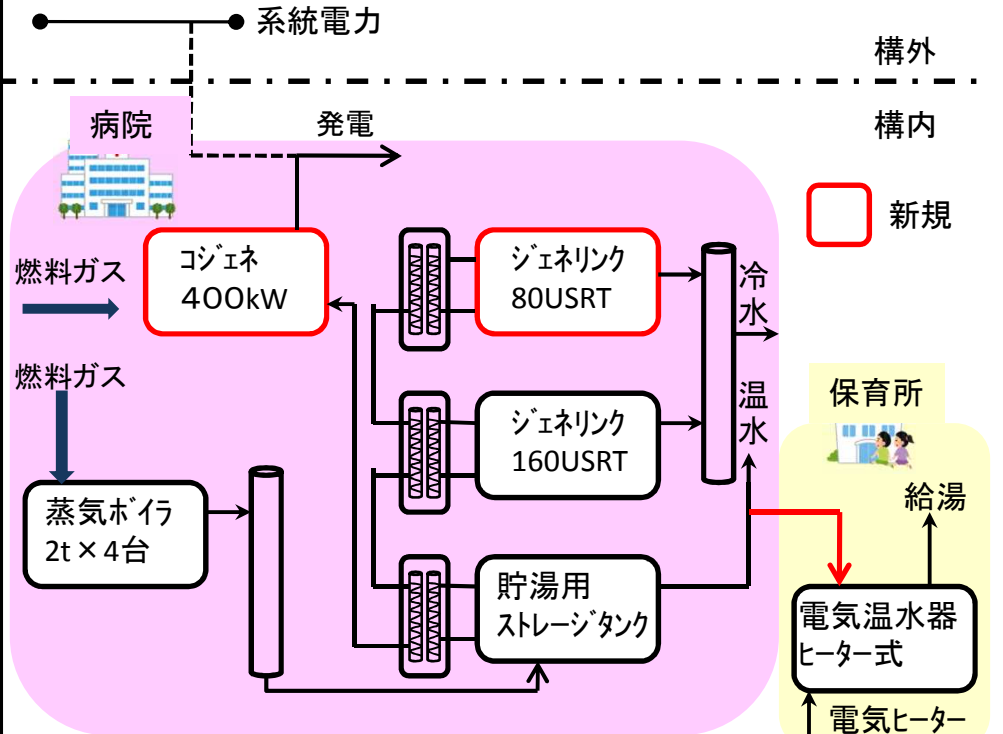 系統電力
構外
構内
病院
発電
新規
燃料ガス
コジェネ
400kW
ジェネリンク
80USRT
冷水
燃料ガス
ジェネリンク
160USRT
温水
保育所
給湯
蒸気ボイラ
2t×4台
貯湯用
ストレージタンク
電気温水器
ヒーター式
電気ヒーター